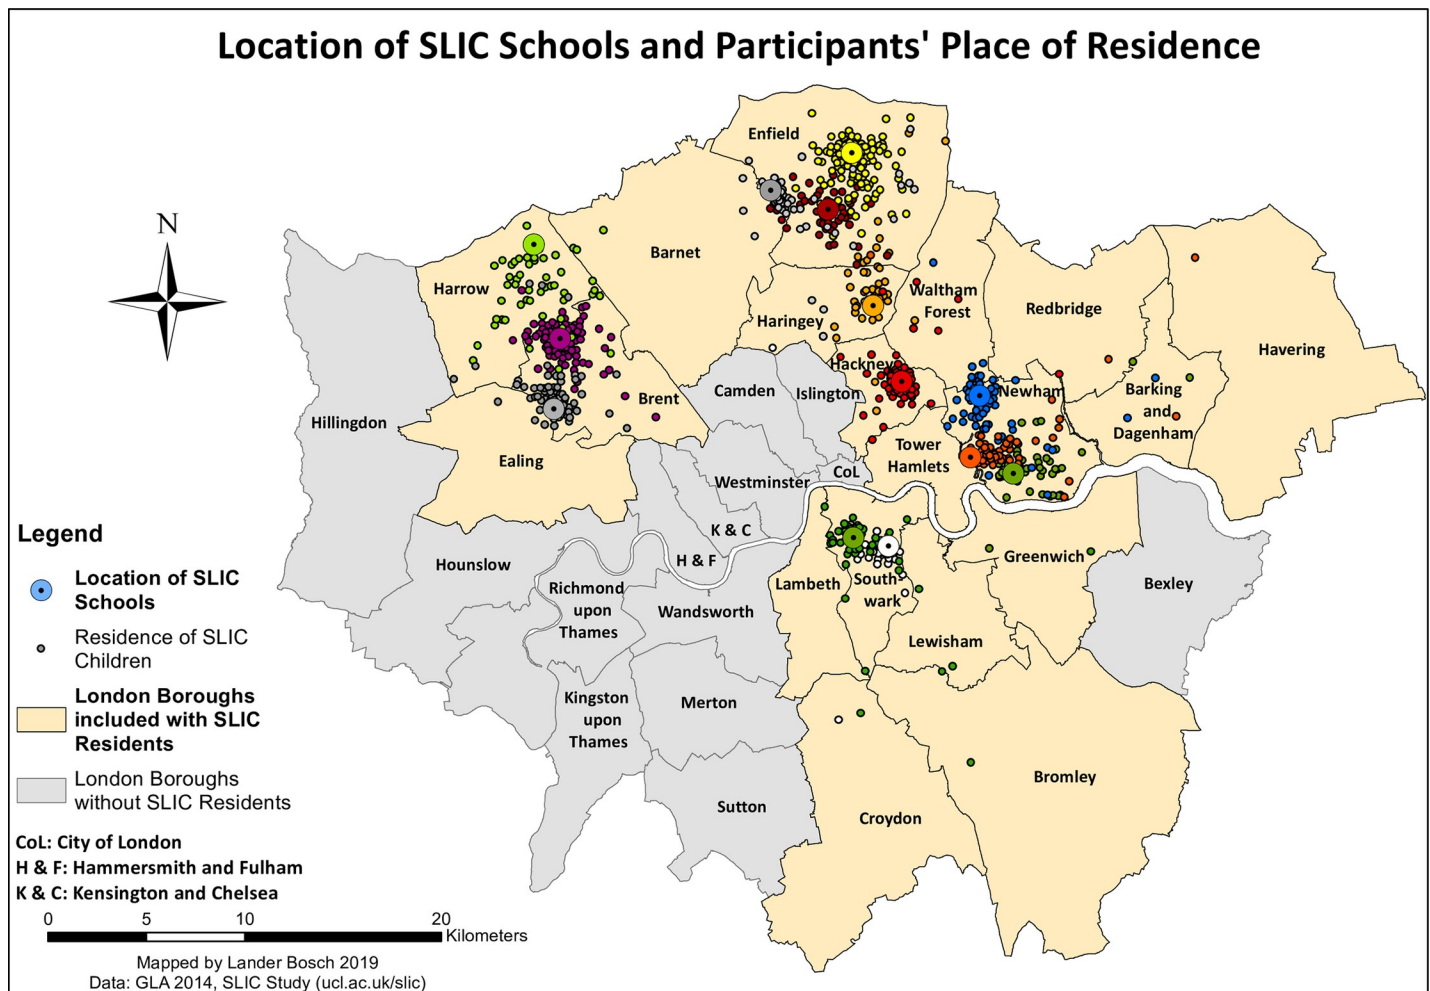 Location of SLIC Schools and Participants' Place of Residence
N
Enfield
Barnet
Harrow
Haringey
Waltham
Forest
Redbridge
Havering
Hackney
Newham
Barking
and
Dagenham
Camden
Islington
Brent
Hillingdon
Ealing
Tower
Hamlets
CoL
Westminster
K & C
H & F
Hounslow
Richmond
upon
Thames
Wandsworth
Lambeth
South-
wark
Greenwich
Bexley
Lewisham
Kingston
upon
Thames
Merton
Sutton
Croydon
Bromley
Legend
Location of SLIC
Schools
Residence of SLIC
Children
London Boroughs
included with SLIC
Residents
London Boroughs
without SLIC Residents
CoL: City of London
H & F: Hammersmith and Fulham
K & C: Kensington and Chelsea
0 5 10 20
Kilometers
Mapped by Lander Bosch 2019
Data: GLA 2014, SLIC Study (ucl.ac.uk/slic)